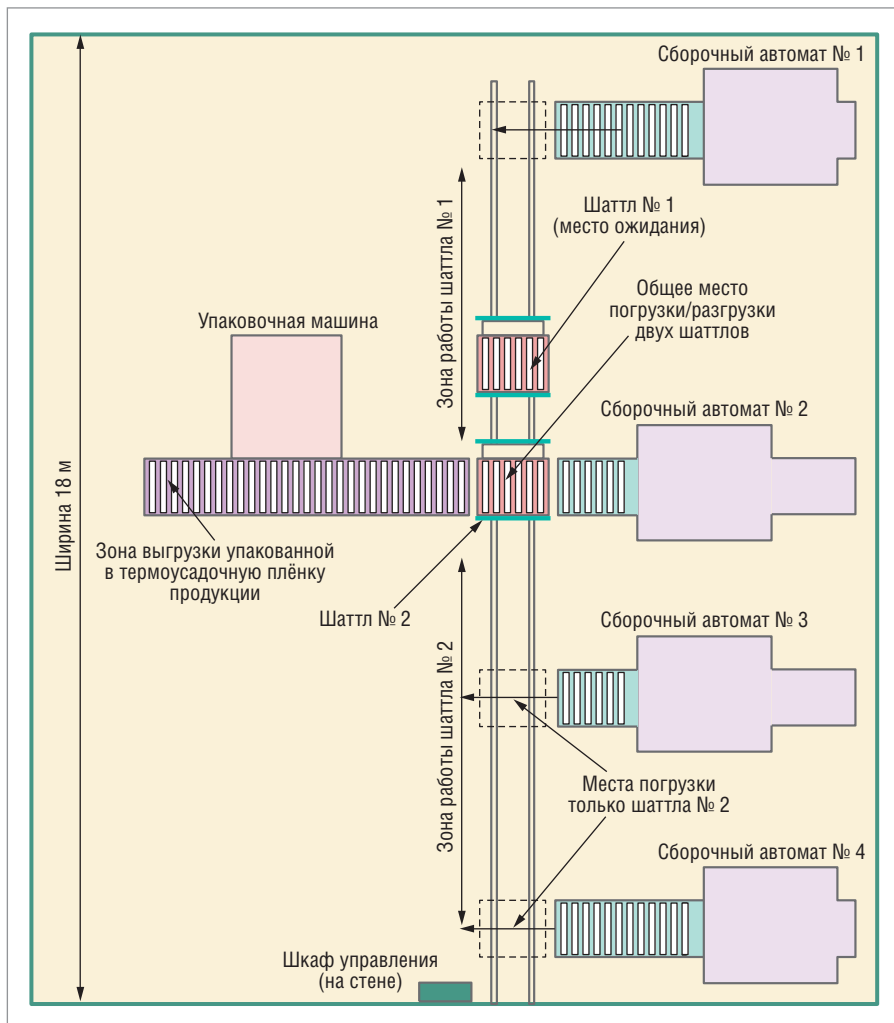 Сборочный автомат № 1
Шаттл № 1
(место ожидания)
Общее место
погрузки/разгрузки
двух шаттлов
Зона работы шаттла № 1
Упаковочная машина
Сборочный автомат № 2
Ширина 18 м
Зона выгрузки упакованной
в термоусадочную плёнку
продукции
Шаттл № 2
Сборочный автомат № 3
Зона работы шаттла № 2
Места погрузки
только шаттла № 2
Сборочный автомат № 4
Шкаф управления
(на стене)